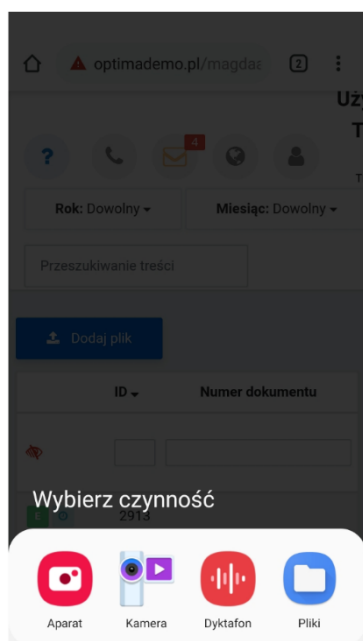 optimademo.pl/magdae
2
Uży
T
4
?
T
Rok: Dowolny
Miesiąc: Dowolny
Przeszukiwanie treści
Dodaj plik
ID
Numer dokumentu
Wybierz czynność
2913
Aparat
Kamera
Dyktafon
Pliki